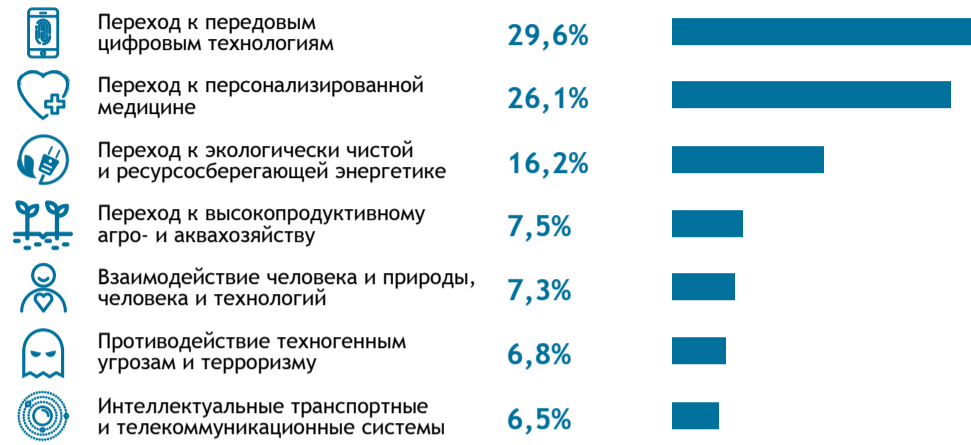 Переход к передовым
цифровым технологиям
29,6%
Переход к персонализированной
медицине
26,1%
Переход к экологически чистой
и ресурсосберегающей энергетике
16,2%
Переход к высокопродуктивному
агро- и аквахозяйству
7,5%
Взаимодействие человека и природы,
человека и технологий
7,3%
Противодействие техногенным
угрозам и терроризму
6,8%
Интеллектуальные транспортные
и телекоммуникационные системы
6,5%